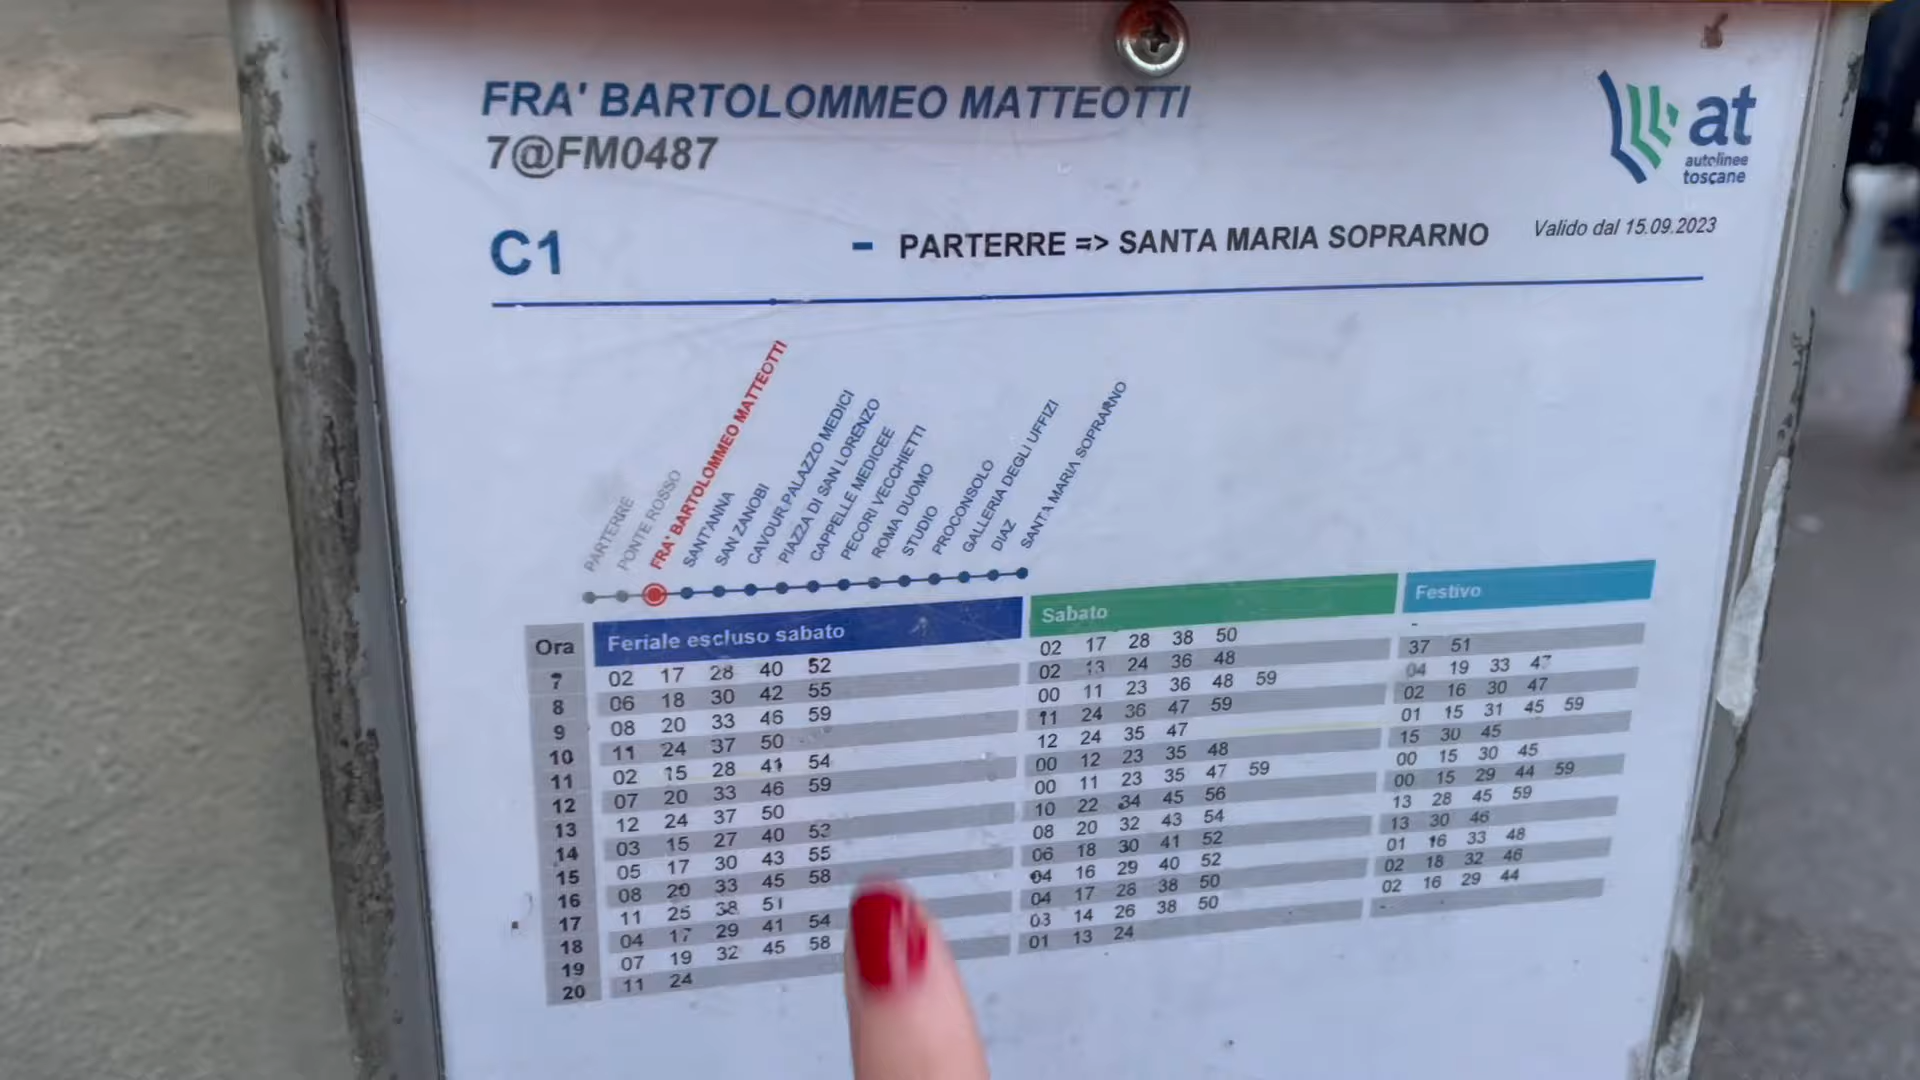 FRA' BARTOLOMMEO MATTEOTTI
7@FM0487
at
autolinee
toscane
C1
- PARTERRE => SANTA MARIA SOPRARNO
Valido dal 15.09.2023
PARTERRE
PONTE ROSSO
FRA' BARTOLOMMEO MATTEOTTI
SANT'ANNA
SAN ZANOBI
CAVOUR PALAZZO MEDICI
PIAZZA DI SAN LORENZO
CAPPELLE MEDICEE
PECORI VECCHIETTI
ROMA DUOMO
STUDIO
PROCONSOLO
GALLERIA DEGLI UFFIZI
DIAZ
SANTA MARIA SOPRARNO
Ora Feriale escluso sabato Sabato Festivo
7 02 17 28 40 52 02 17 28 38 50 -
8 06 18 30 42 55 02 13 24 36 48 37 51
9 08 20 33 46 59 00 11 23 36 48 59 04 19 33 47
10 11 24 37 50 11 24 36 47 59 02 16 30 47
11 02 15 28 41 54 12 24 35 47 01 15 31 45 59
12 07 20 33 46 59 00 12 23 35 48 15 30 45
13 12 24 37 50 00 11 23 35 47 59 00 15 30 45
14 03 15 27 40 52 10 22 34 45 56 00 15 29 44 59
15 05 17 30 43 55 08 20 32 43 54 13 28 45 59
16 08 20 33 45 58 06 18 30 41 52 13 30 46
17 11 25 38 51 04 16 29 40 52 01 16 33 48
18 04 17 29 41 54 04 17 28 38 50 02 18 32 46
19 07 19 32 45 58 03 14 26 38 50 02 16 29 44
20 11 24 01 13 24 -